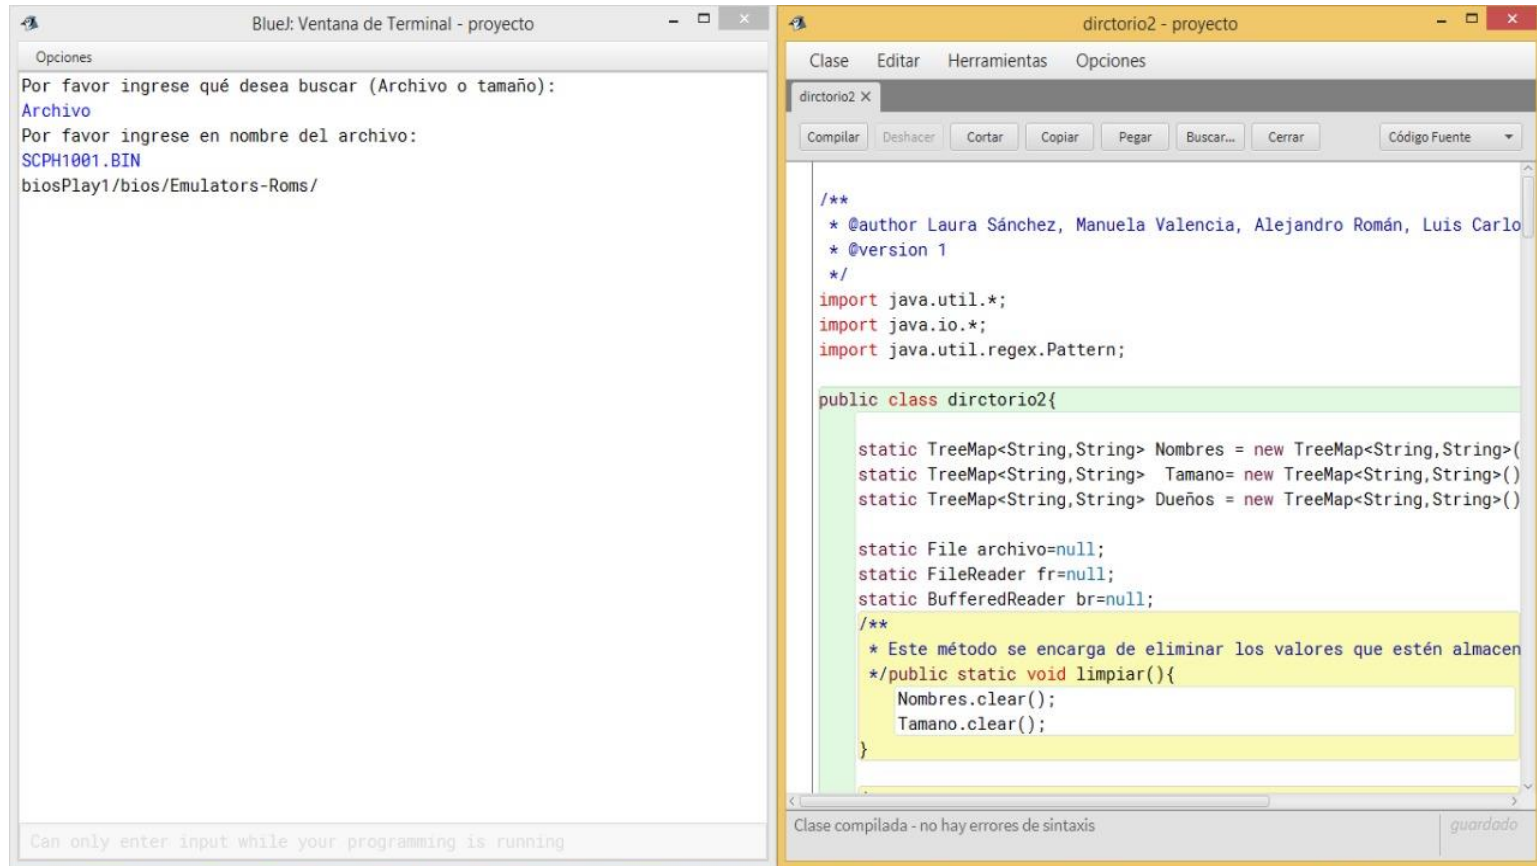 BlueJ: Ventana de Terminal - proyecto
Opciones
Por favor ingrese qué desea buscar (Archivo o tamaño):
Archivo
Por favor ingrese en nombre del archivo:
SCPH1001.BIN
biosPlay1/bios/Emulators-Roms/
Can only enter input while your programming is running
dirctorio2 - proyecto
Clase Editar Herramientas Opciones
dirctorio2 X
Compilar Deshacer Cortar Copiar Pegar Buscar... Cerrar Código Fuente
/**
* @author Laura Sánchez, Manuela Valencia, Alejandro Román, Luis Carlo
* @version 1
*/
import java.util.*;
import java.io.*;
import java.util.regex.Pattern;
public class dirctorio2{
static TreeMap<String,String> Nombres = new TreeMap<String,String>(
static TreeMap<String,String>  Tamano= new TreeMap<String,String>()
static TreeMap<String,String> Dueños = new TreeMap<String,String>()
static File archivo=null;
static FileReader fr=null;
static BufferedReader br=null;
/**
* Este método se encarga de eliminar los valores que estén almacen
*/public static void limpiar(){
Nombres.clear();
Tamano.clear();
}
Clase compilada - no hay errores de sintaxis
guardado